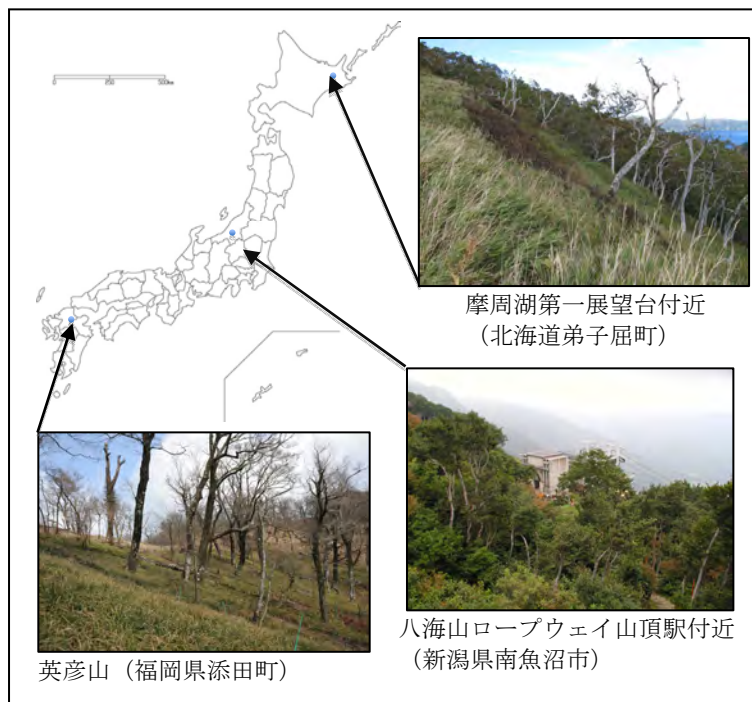 摩周湖第一展望台付近
（北海道弟子屈町）
八海山ロープウェイ山頂駅付近
（新潟県南魚沼市）
英彦山（福岡県添田町）